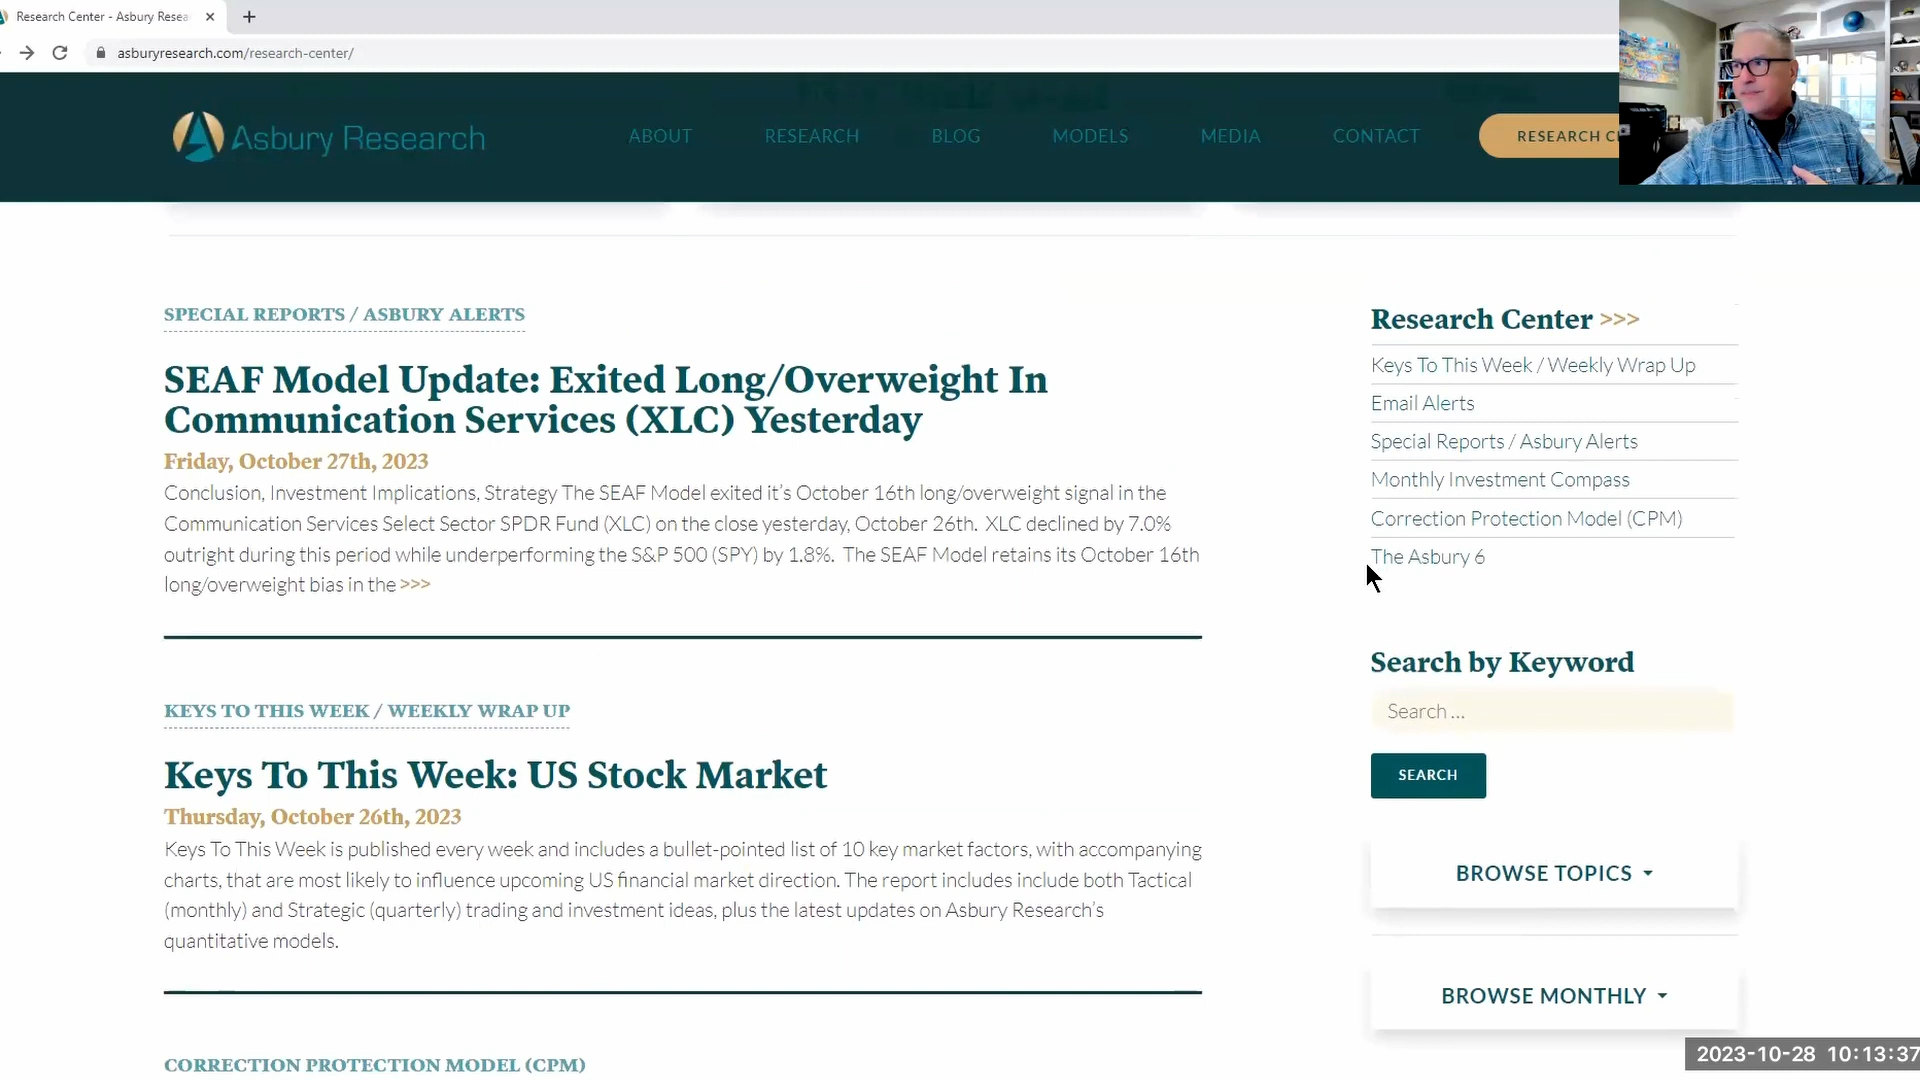 Research Center - Asbury Resea
asburyresearch.com/research-center/
Asbury Research
ABOUT
RESEARCH
BLOG
MODELS
MEDIA
CONTACT
RESEARCH C
SPECIAL REPORTS / ASBURY ALERTS
SEAF Model Update: Exited Long/Overweight In
Communication Services (XLC) Yesterday
Friday, October 27th, 2023
Conclusion, Investment Implications, Strategy The SEAF Model exited it's October 16th long/overweight signal in the
Communication Services Select Sector SPDR Fund (XLC) on the close yesterday, October 26th. XLC declined by 7.0%
outright during this period while underperforming the S&P 500 (SPY) by 1.8%. The SEAF Model retains its October 16th
long/overweight bias in the >>>
KEYS TO THIS WEEK / WEEKLY WRAP UP
Keys To This Week: US Stock Market
Thursday, October 26th, 2023
Keys To This Week is published every week and includes a bullet-pointed list of 10 key market factors, with accompanying
charts, that are most likely to influence upcoming US financial market direction. The report includes include both Tactical
(monthly) and Strategic (quarterly) trading and investment ideas, plus the latest updates on Asbury Research's
quantitative models.
CORRECTION PROTECTION MODEL (CPM)
Research Center >>>
Keys To This Week / Weekly Wrap Up
Email Alerts
Special Reports / Asbury Alerts
Monthly Investment Compass
Correction Protection Model (CPM)
The Asbury 6
Search by Keyword
Search ...
SEARCH
BROWSE TOPICS
BROWSE MONTHLY
2023-10-28 10:13:37